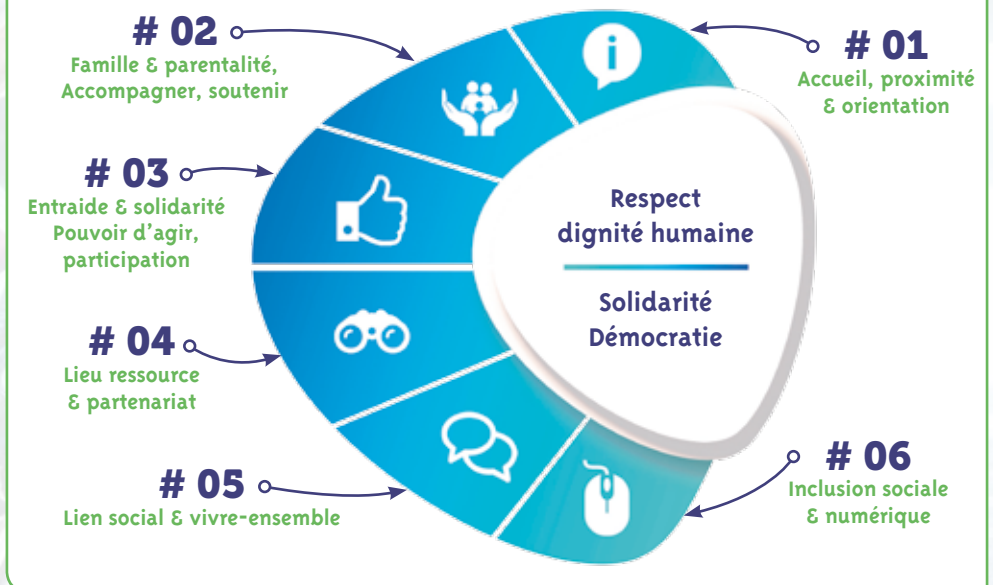 # 01
Accueil, proximité
& orientation
# 02
Famille & parentalité,
Accompagner, soutenir
# 03
Entraide & solidarité
Pouvoir d'agir,
participation
# 04
Lieu ressource
& partenariat
# 05
Lien social & vivre-ensemble
# 06
Inclusion sociale
& numérique
Respect
dignité humaine
Solidarité
Démocratie
i